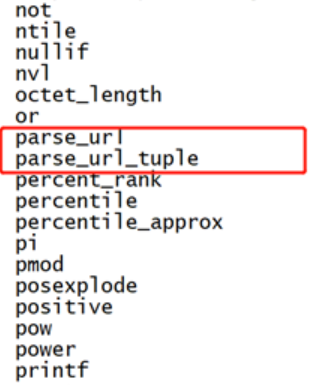 not
ntile
nullif
nvl
octet_length
or
parse_url
parse_url_tuple
percent_rank
percentile
percentile_approx
pi
pmod
posexplode
positive
pow
power
printf